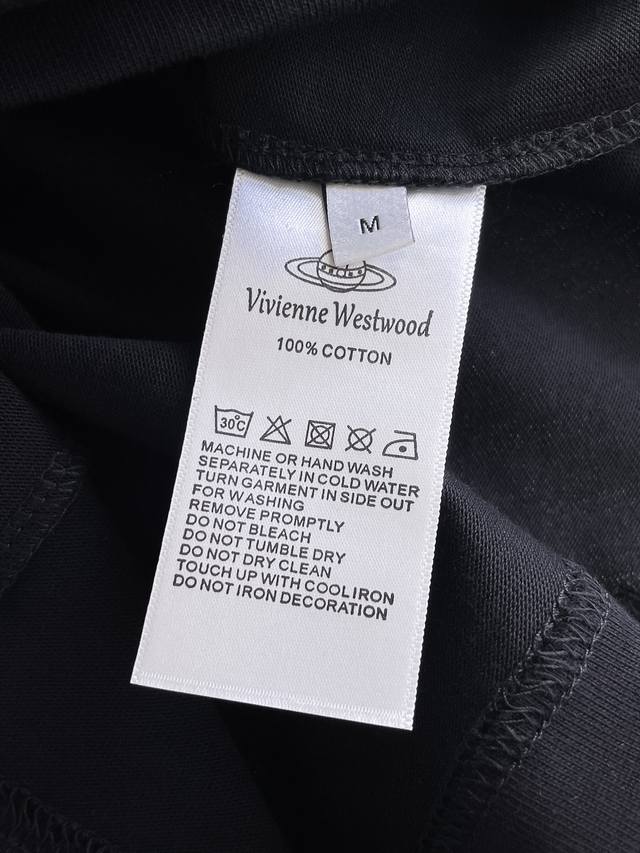 M
Vivienne Westwood
100% COTTON
30°C
MACHINE OR HAND WASH
SEPARATELY IN COLD WATER
TURN GARMENT IN SIDE OUT
FOR WASHING
REMOVE PROMPTLY
DO NOT BLEACH
DO NOT TUMBLE DRY
DO NOT DRY CLEAN
TOUCH UP WITH COOL IRON
DO NOT IRON DECORATION